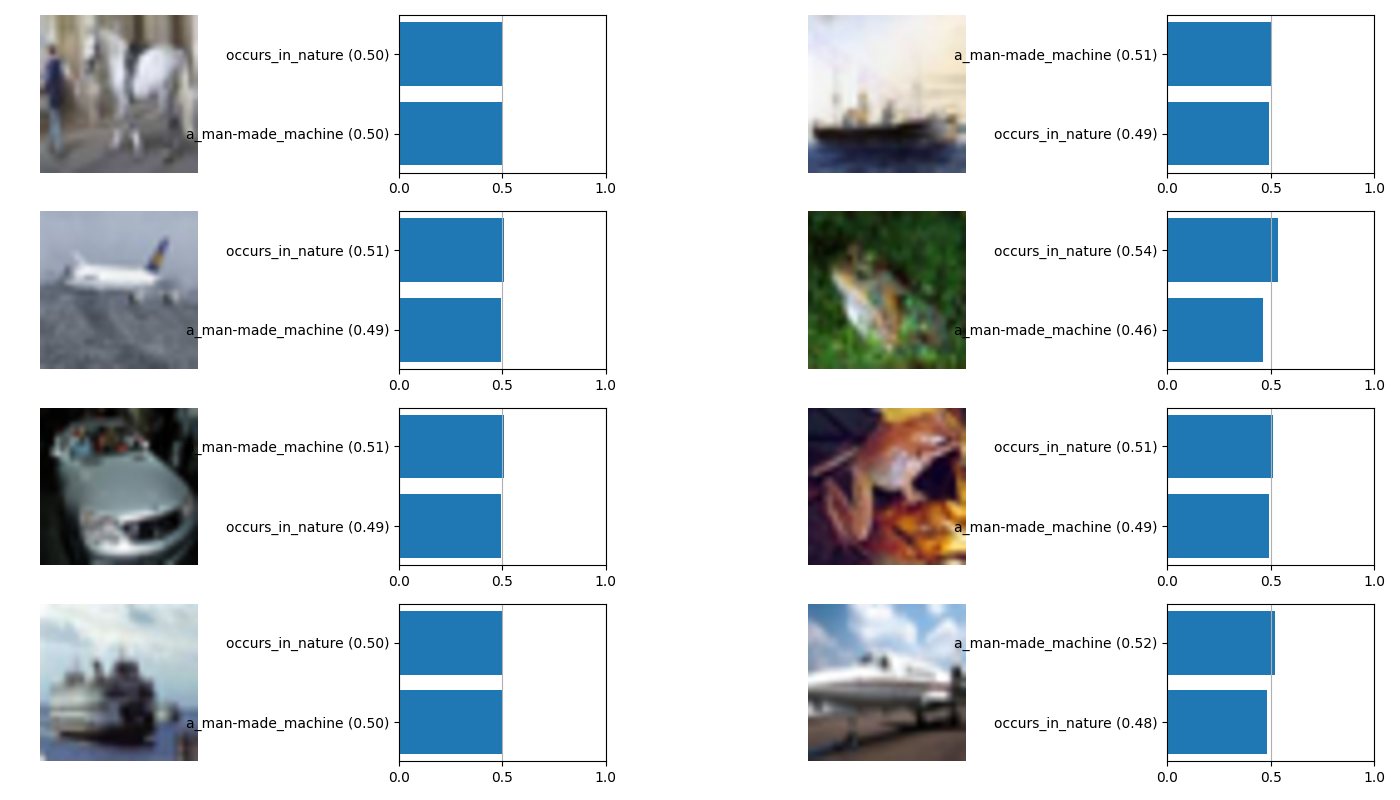 occurs_in_nature (0.50)
a_man-made_machine (0.50)
0.0 0.5 1.0
a_man-made_machine (0.51)
occurs_in_nature (0.49)
0.0 0.5 1.0
occurs_in_nature (0.51)
a_man-made_machine (0.49)
0.0 0.5 1.0
occurs_in_nature (0.54)
a_man-made_machine (0.46)
0.0 0.5 1.0
_man-made_machine (0.51)
occurs_in_nature (0.49)
0.0 0.5 1.0
occurs_in_nature (0.51)
a_man-made_machine (0.49)
0.0 0.5 1.0
occurs_in_nature (0.50)
a_man-made_machine (0.50)
0.0 0.5 1.0
a_man-made_machine (0.52)
occurs_in_nature (0.48)
0.0 0.5 1.0